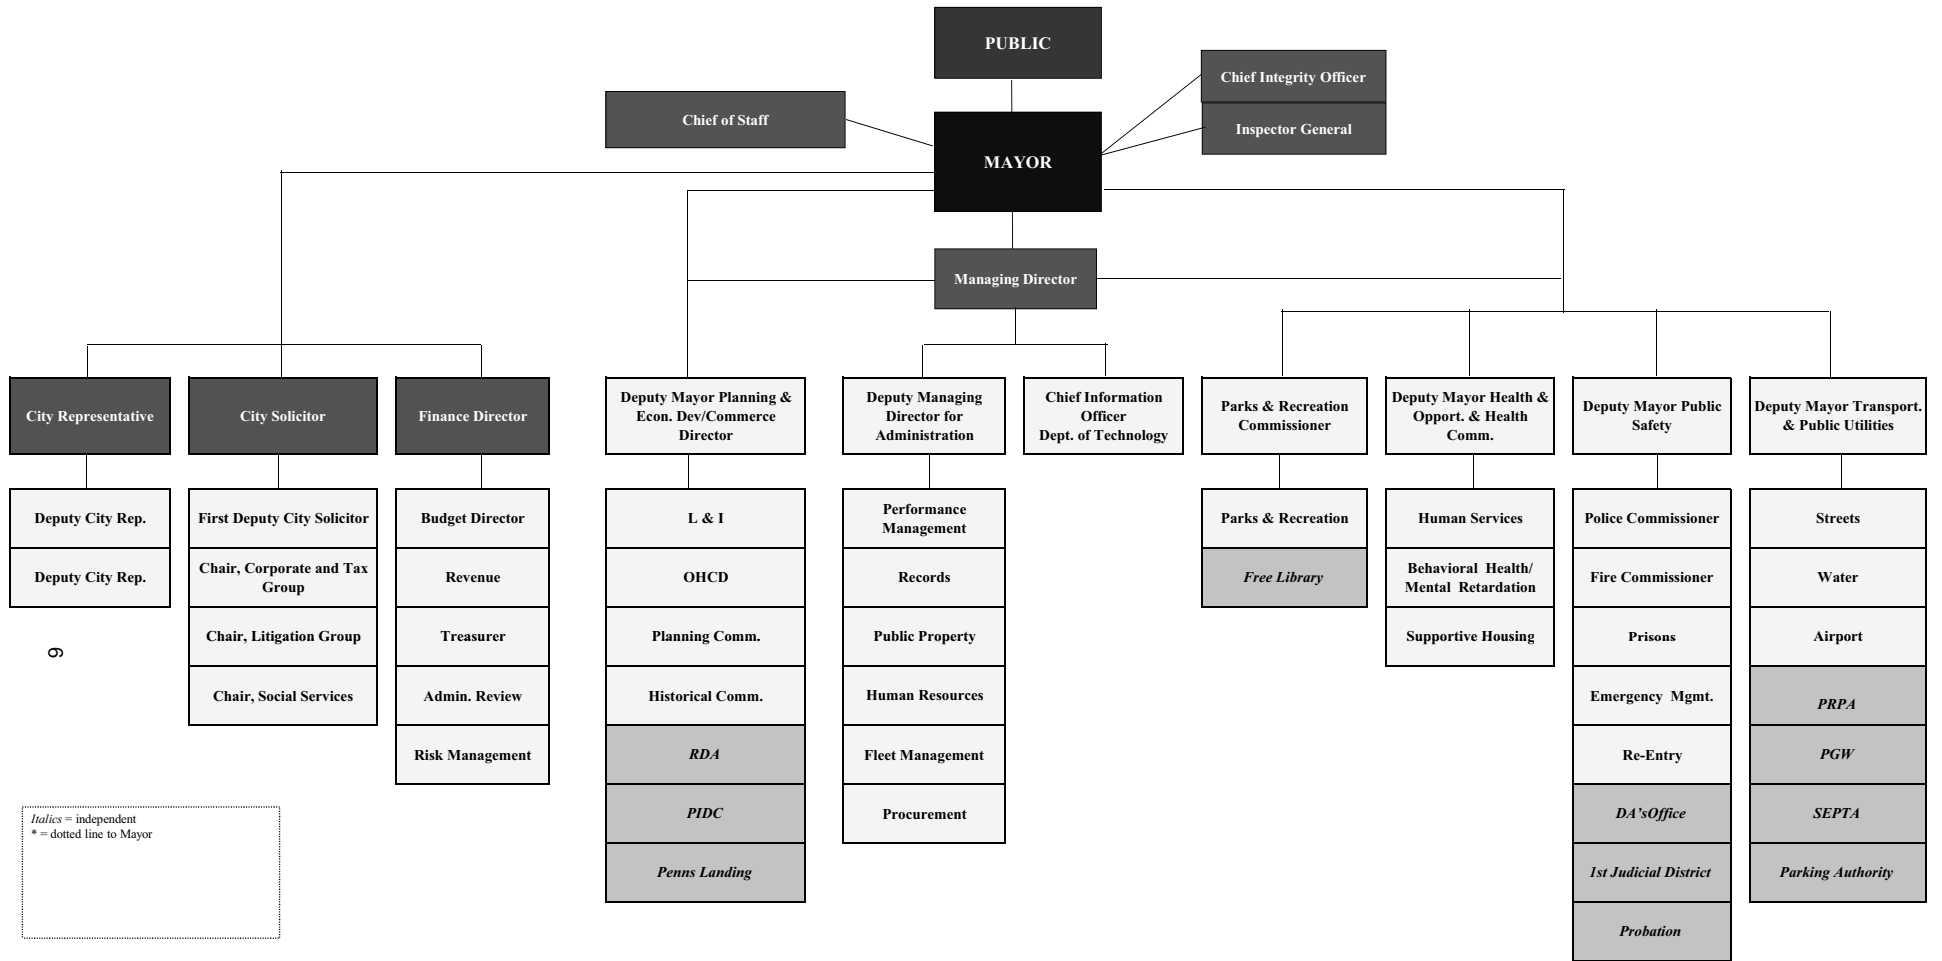 PUBLIC
Chief Integrity Officer
Chief of Staff
Inspector General
MAYOR
Managing Director
City Representative
City Solicitor
Finance Director
Deputy Mayor Planning &
Econ. Dev/Commerce
Director
Deputy Managing
Director for
Administration
Chief Information
Officer
Dept. of Technology
Parks & Recreation
Commissioner
Deputy Mayor Health &
Opport. & Health
Comm.
Deputy Mayor Public
Safety
Deputy Mayor Transport.
& Public Utilities
Deputy City Rep.
Deputy City Rep.
First Deputy City Solicitor
Chair, Corporate and Tax
Group
Chair, Litigation Group
Chair, Social Services
Budget Director
Revenue
Treasurer
Admin. Review
Risk Management
L & I
OHCD
Planning Comm.
Historical Comm.
RDA
PIDC
Penns Landing
Performance
Management
Records
Public Property
Human Resources
Fleet Management
Procurement
Parks & Recreation
Free Library
Human Services
Behavioral Health/
Mental Retardation
Supportive Housing
Police Commissioner
Fire Commissioner
Prisons
Emergency Mgmt.
Re-Entry
DA'sOffice
1st Judicial District
Probation
Streets
Water
Airport
PRPA
PGW
SEPTA
Parking Authority
9
Italics = independent
* = dotted line to Mayor